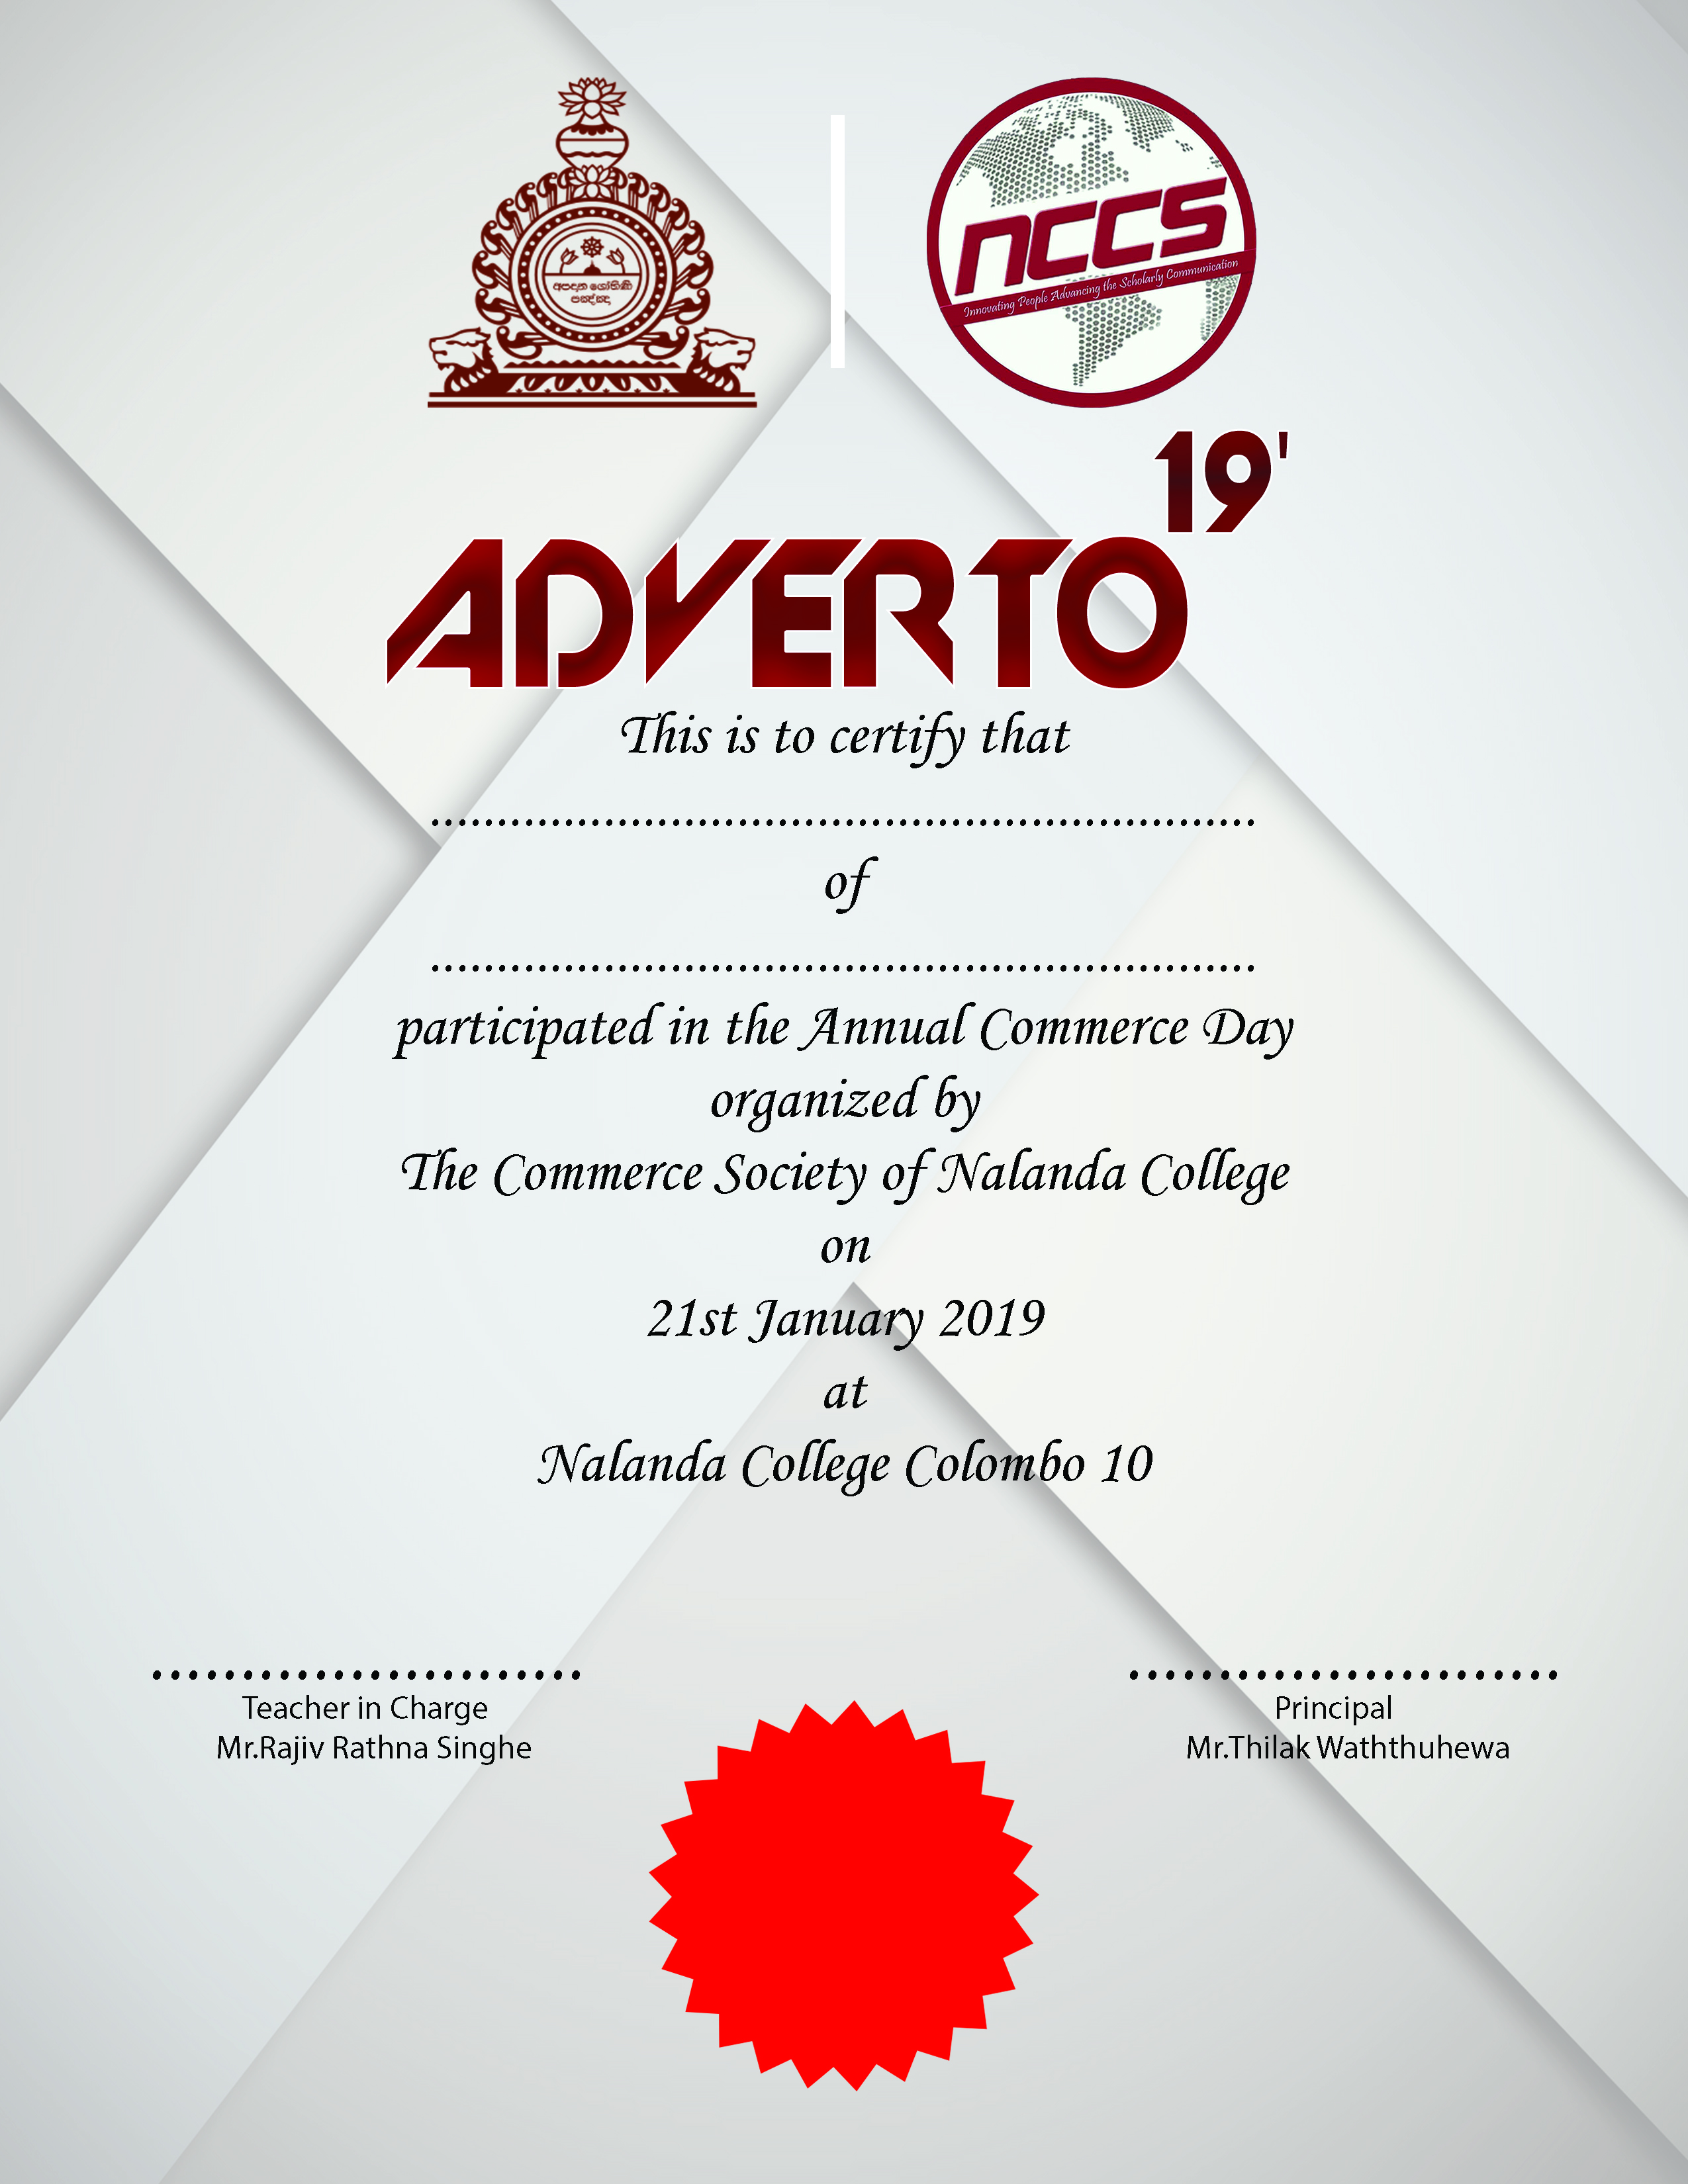 අපදාන ශෝභිණී
පඤ්ඤා
NCCS
Innovating People Advancing the Scholarly Communication
19'
ADVERTO
This is to certify that
..............................................................
of
..............................................................
participated in the Annual Commerce Day
organized by
The Commerce Society of Nalanda College
on
21st January 2019
at
Nalanda College Colombo 10
........................
........................
Teacher in Charge
Mr.Rajiv Rathna Singhe
Principal
Mr.Thilak Waththuhewa